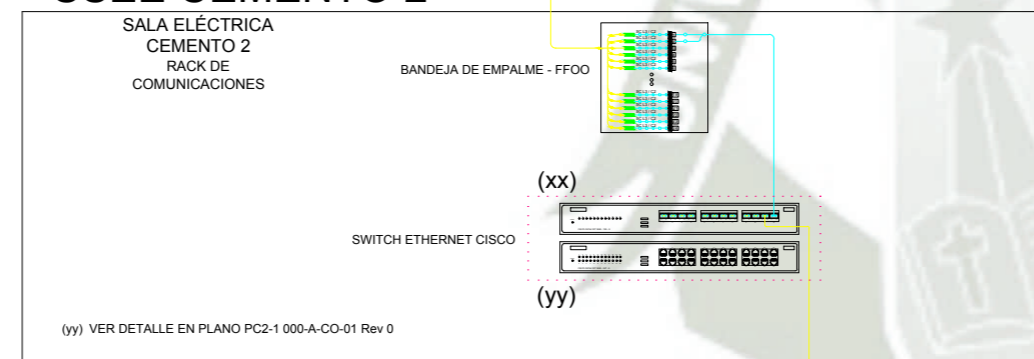 SALA ELÉCTRICA
CEMENTO 2
RACK DE
COMUNICACIONES
BANDEJA DE EMPALME - FFOO
(xx)
SWITCH ETHERNET CISCO
(yy)
(yy) VER DETALLE EN PLANO PC2-1 000-A-CO-01 Rev 0